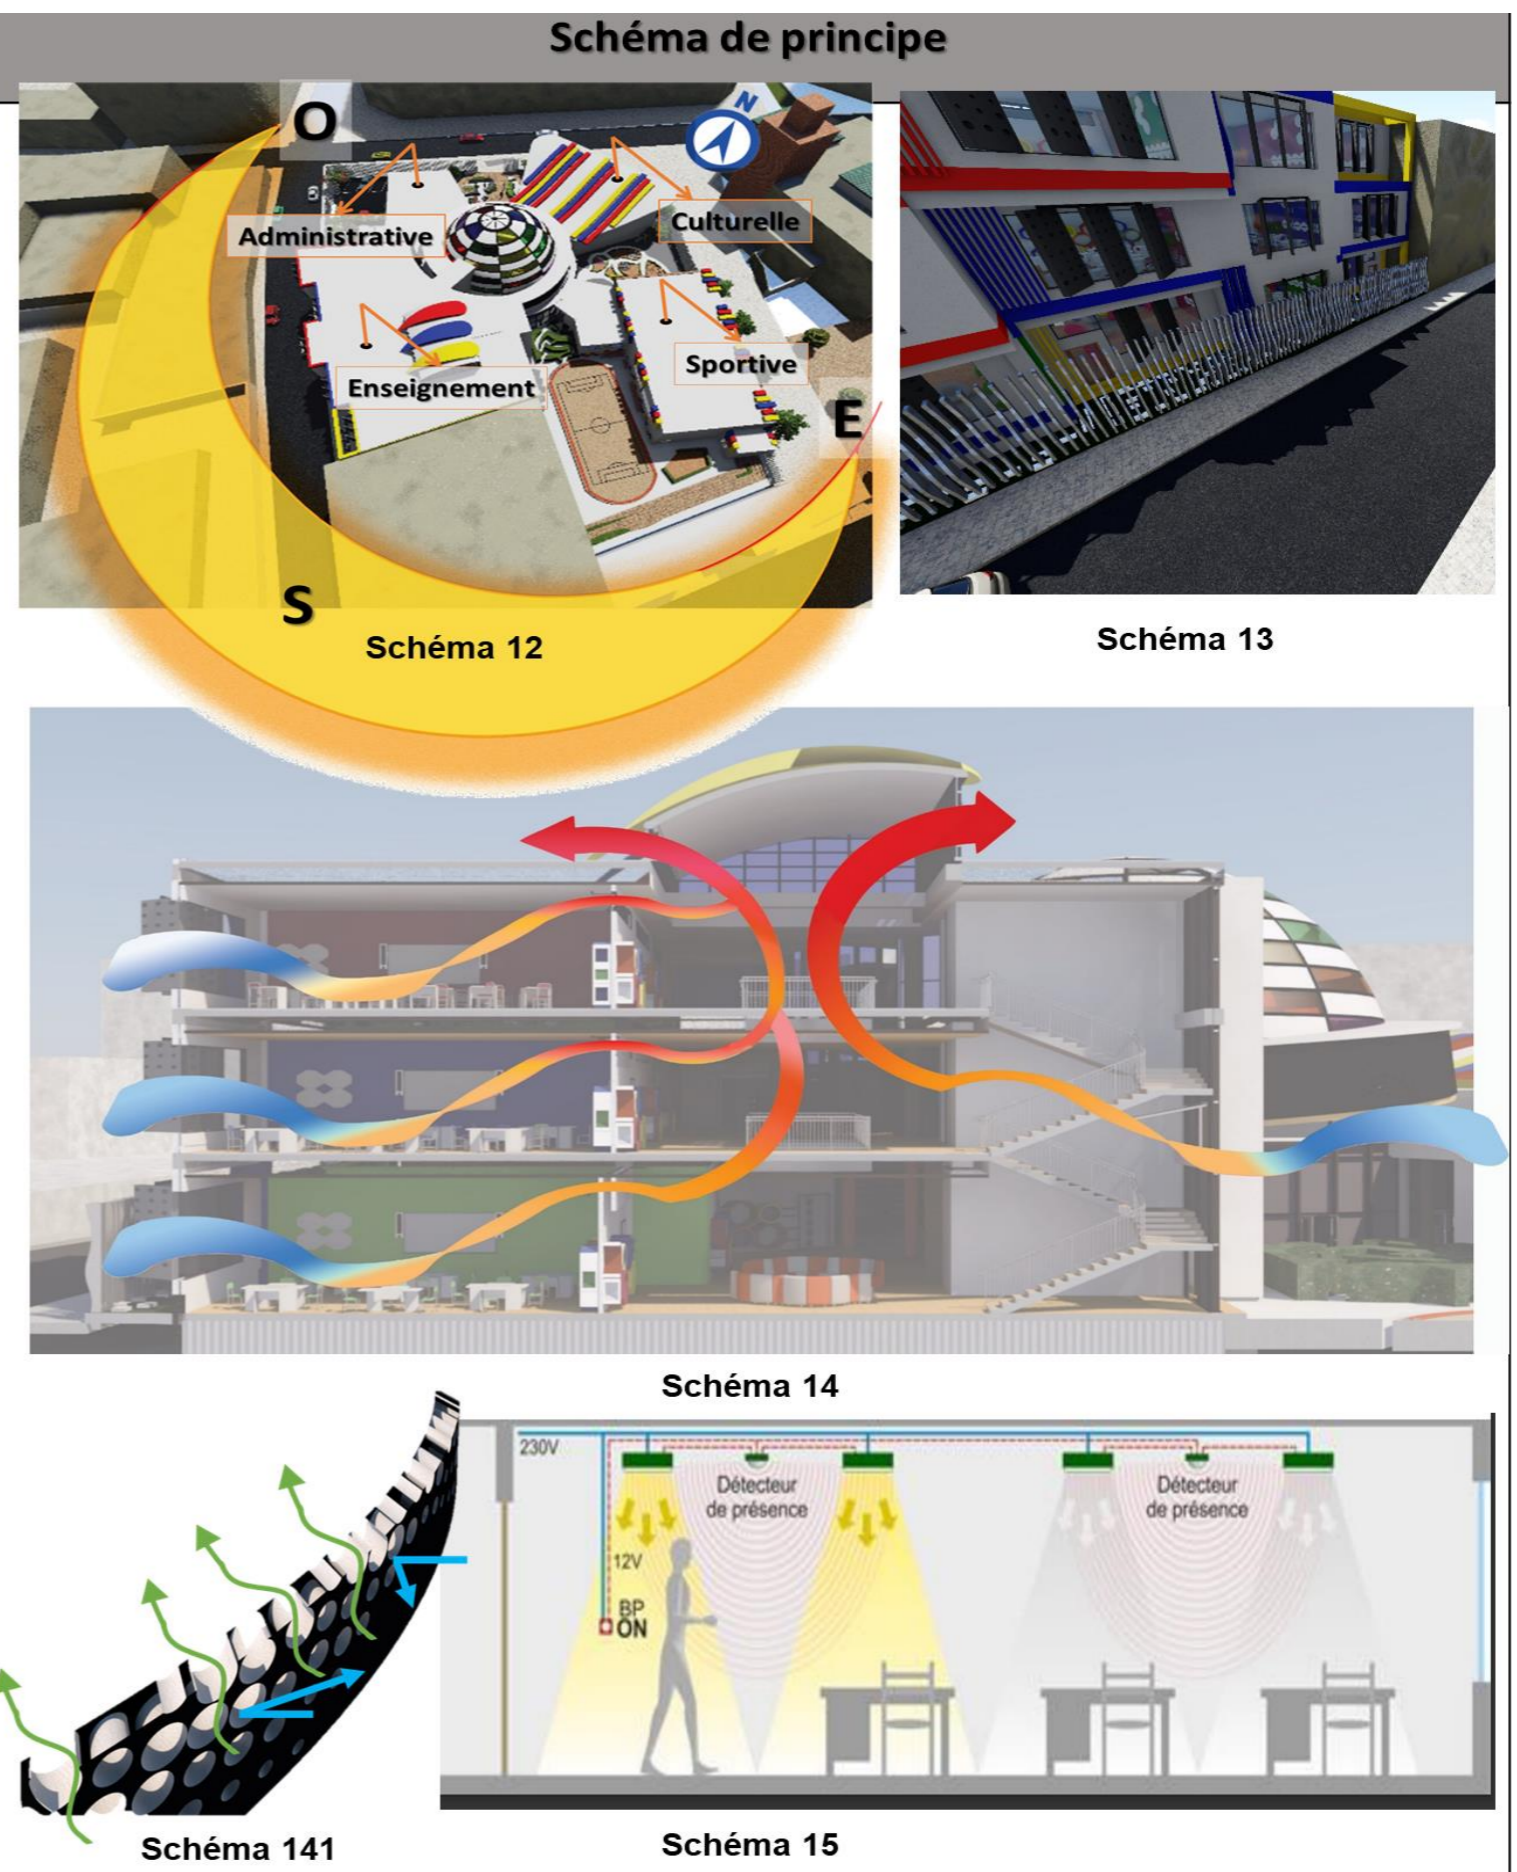 Schéma de principe
O
N
Administrative
Culturelle
Enseignement
Sportive
E
S
Schéma 12
Schéma 13
Schéma 14
230V
Détecteur
de présence
Détecteur
de présence
12V
BP
ON
Schéma 141
Schéma 15